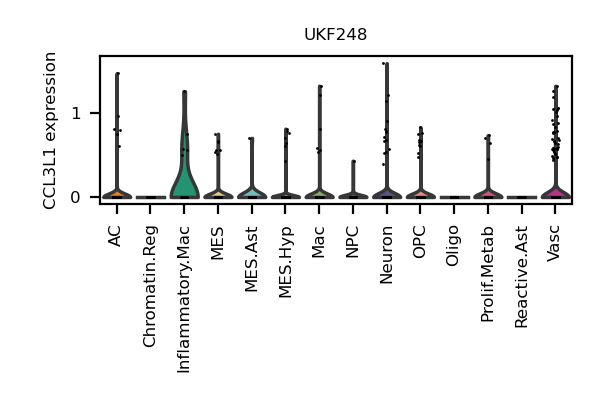 UKF248
CCL3L1 expression
1
0
AC
Chromatin.Reg
Inflammatory.Mac
MES
MES.Ast
MES.Hyp
Mac
NPC
Neuron
OPC
Oligo
Prolif.Metab
Reactive.Ast
Vasc